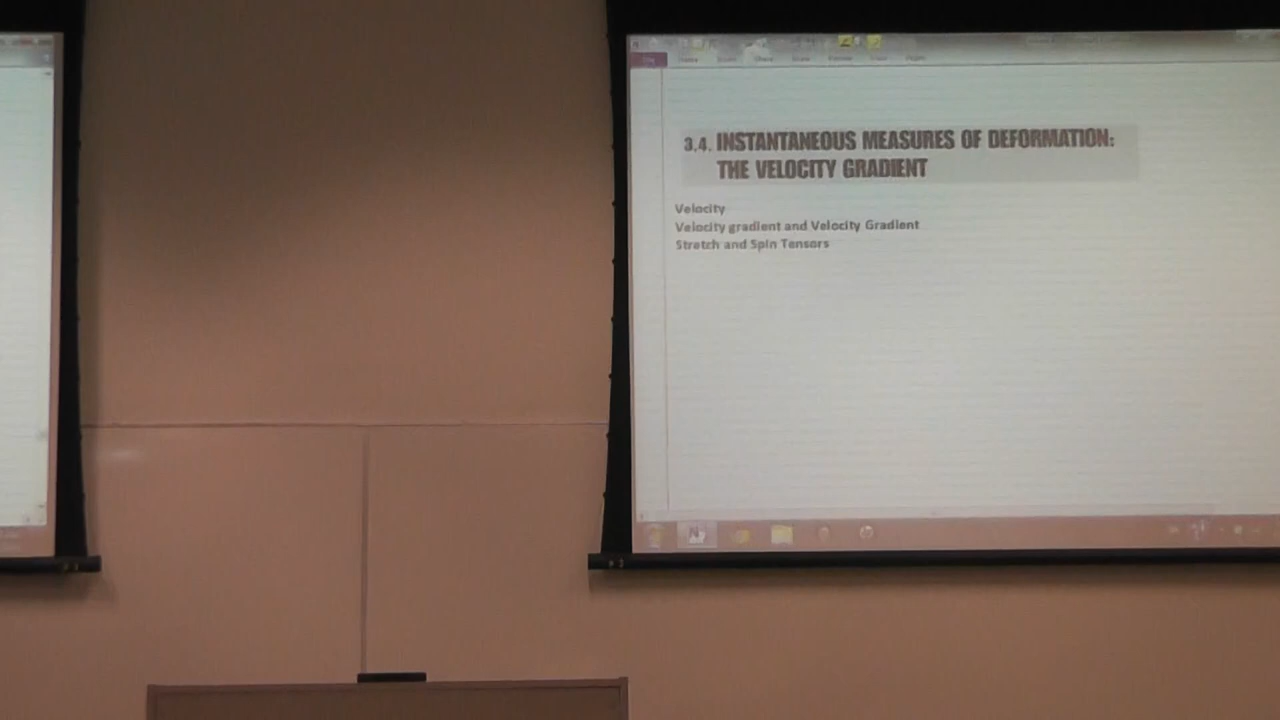 3.4. INSTANTANEOUS MEASURES OF DEFORMATION:
THE VELOCITY GRADIENT
Velocity
Velocity gradient and Velocity Gradient
Stretch and Spin Tensors